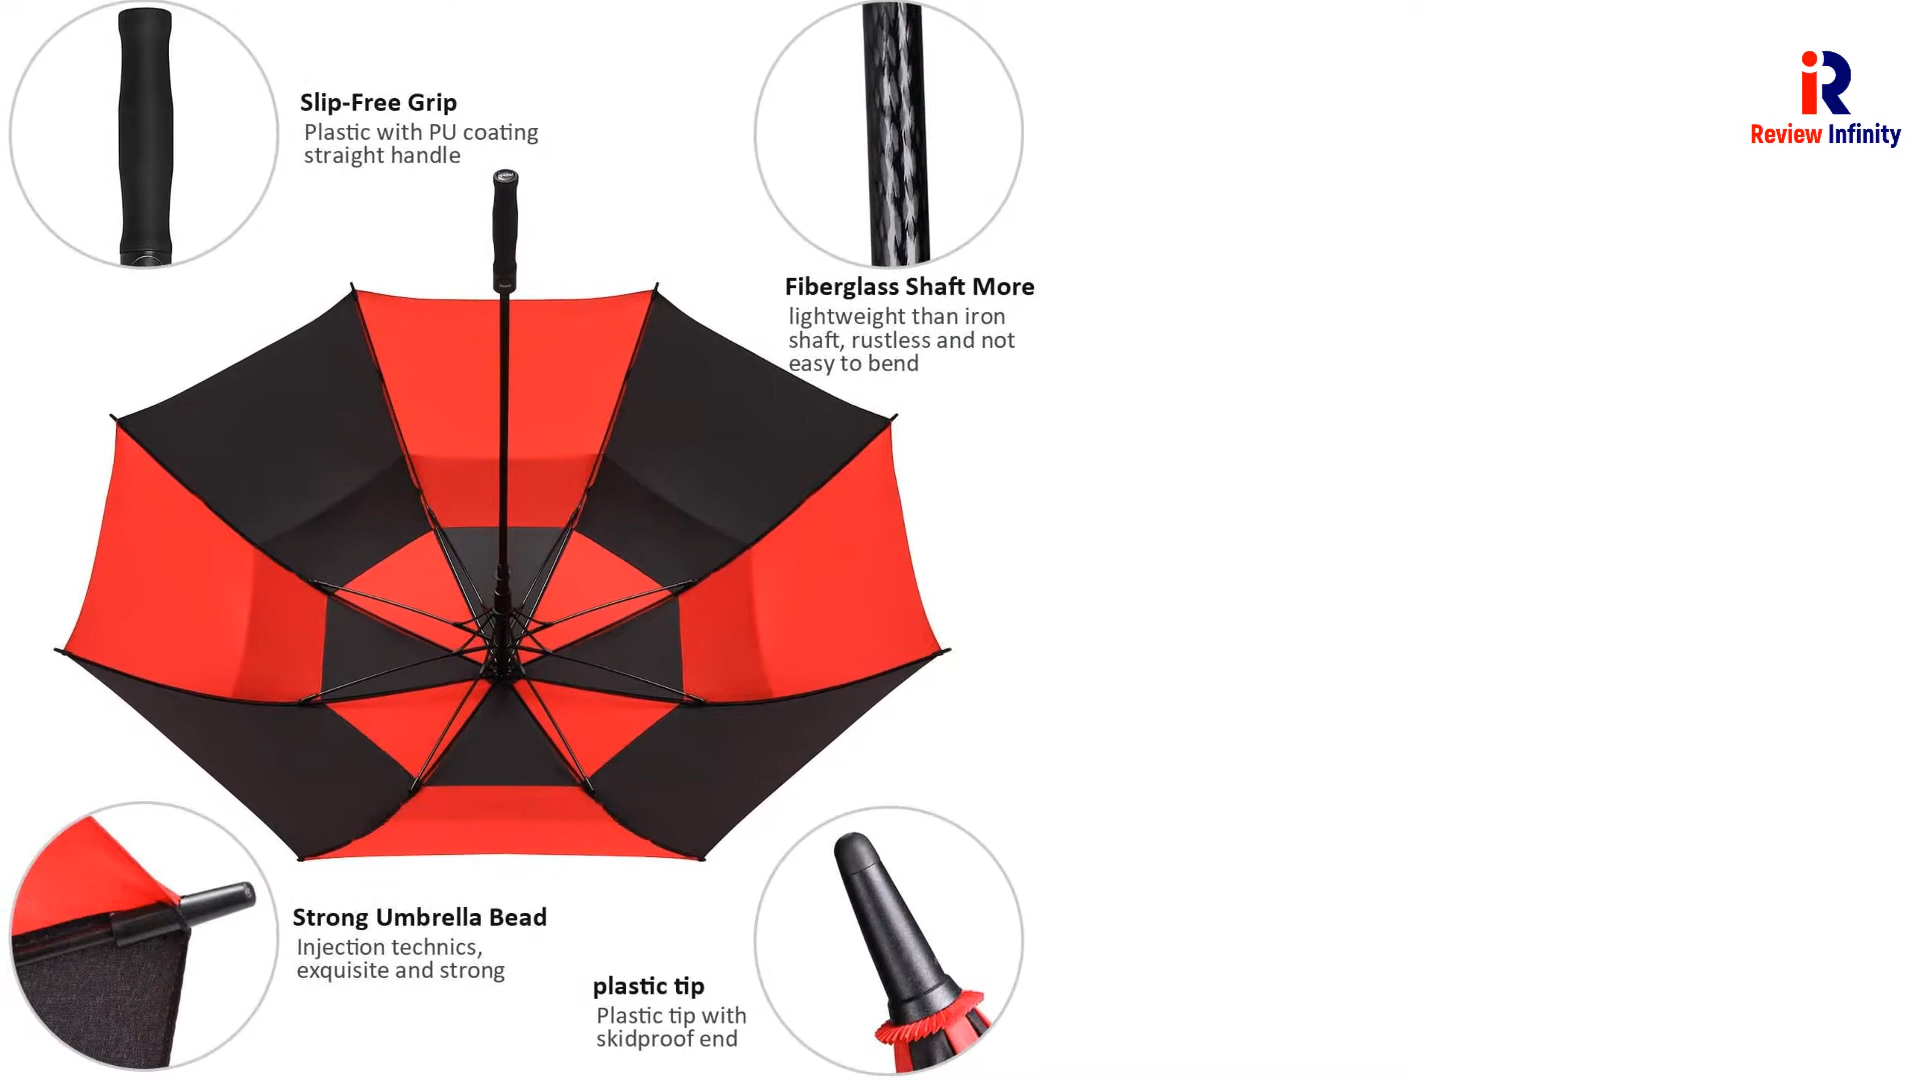 Slip-Free Grip
Plastic with PU coating
straight handle
Fiberglass Shaft More
lightweight than iron
shaft, rustless and not
easy to bend
Strong Umbrella Bead
Injection technics,
exquisite and strong
plastic tip
Plastic tip with
skidproof end
iR
Review Infinity